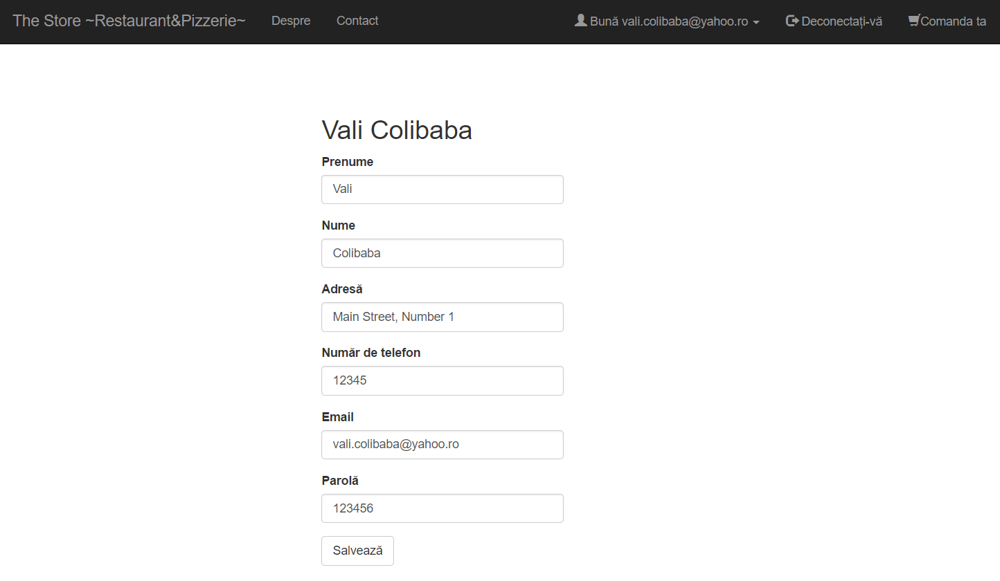 The Store ~Restaurant&Pizzerie~ Despre Contact Bună vali.colibaba@yahoo.ro Deconectați-vă Comanda ta
Vali Colibaba
Prenume
Vali
Nume
Colibaba
Adresă
Main Street, Number 1
Număr de telefon
12345
Email
vali.colibaba@yahoo.ro
Parolă
123456
Salvează